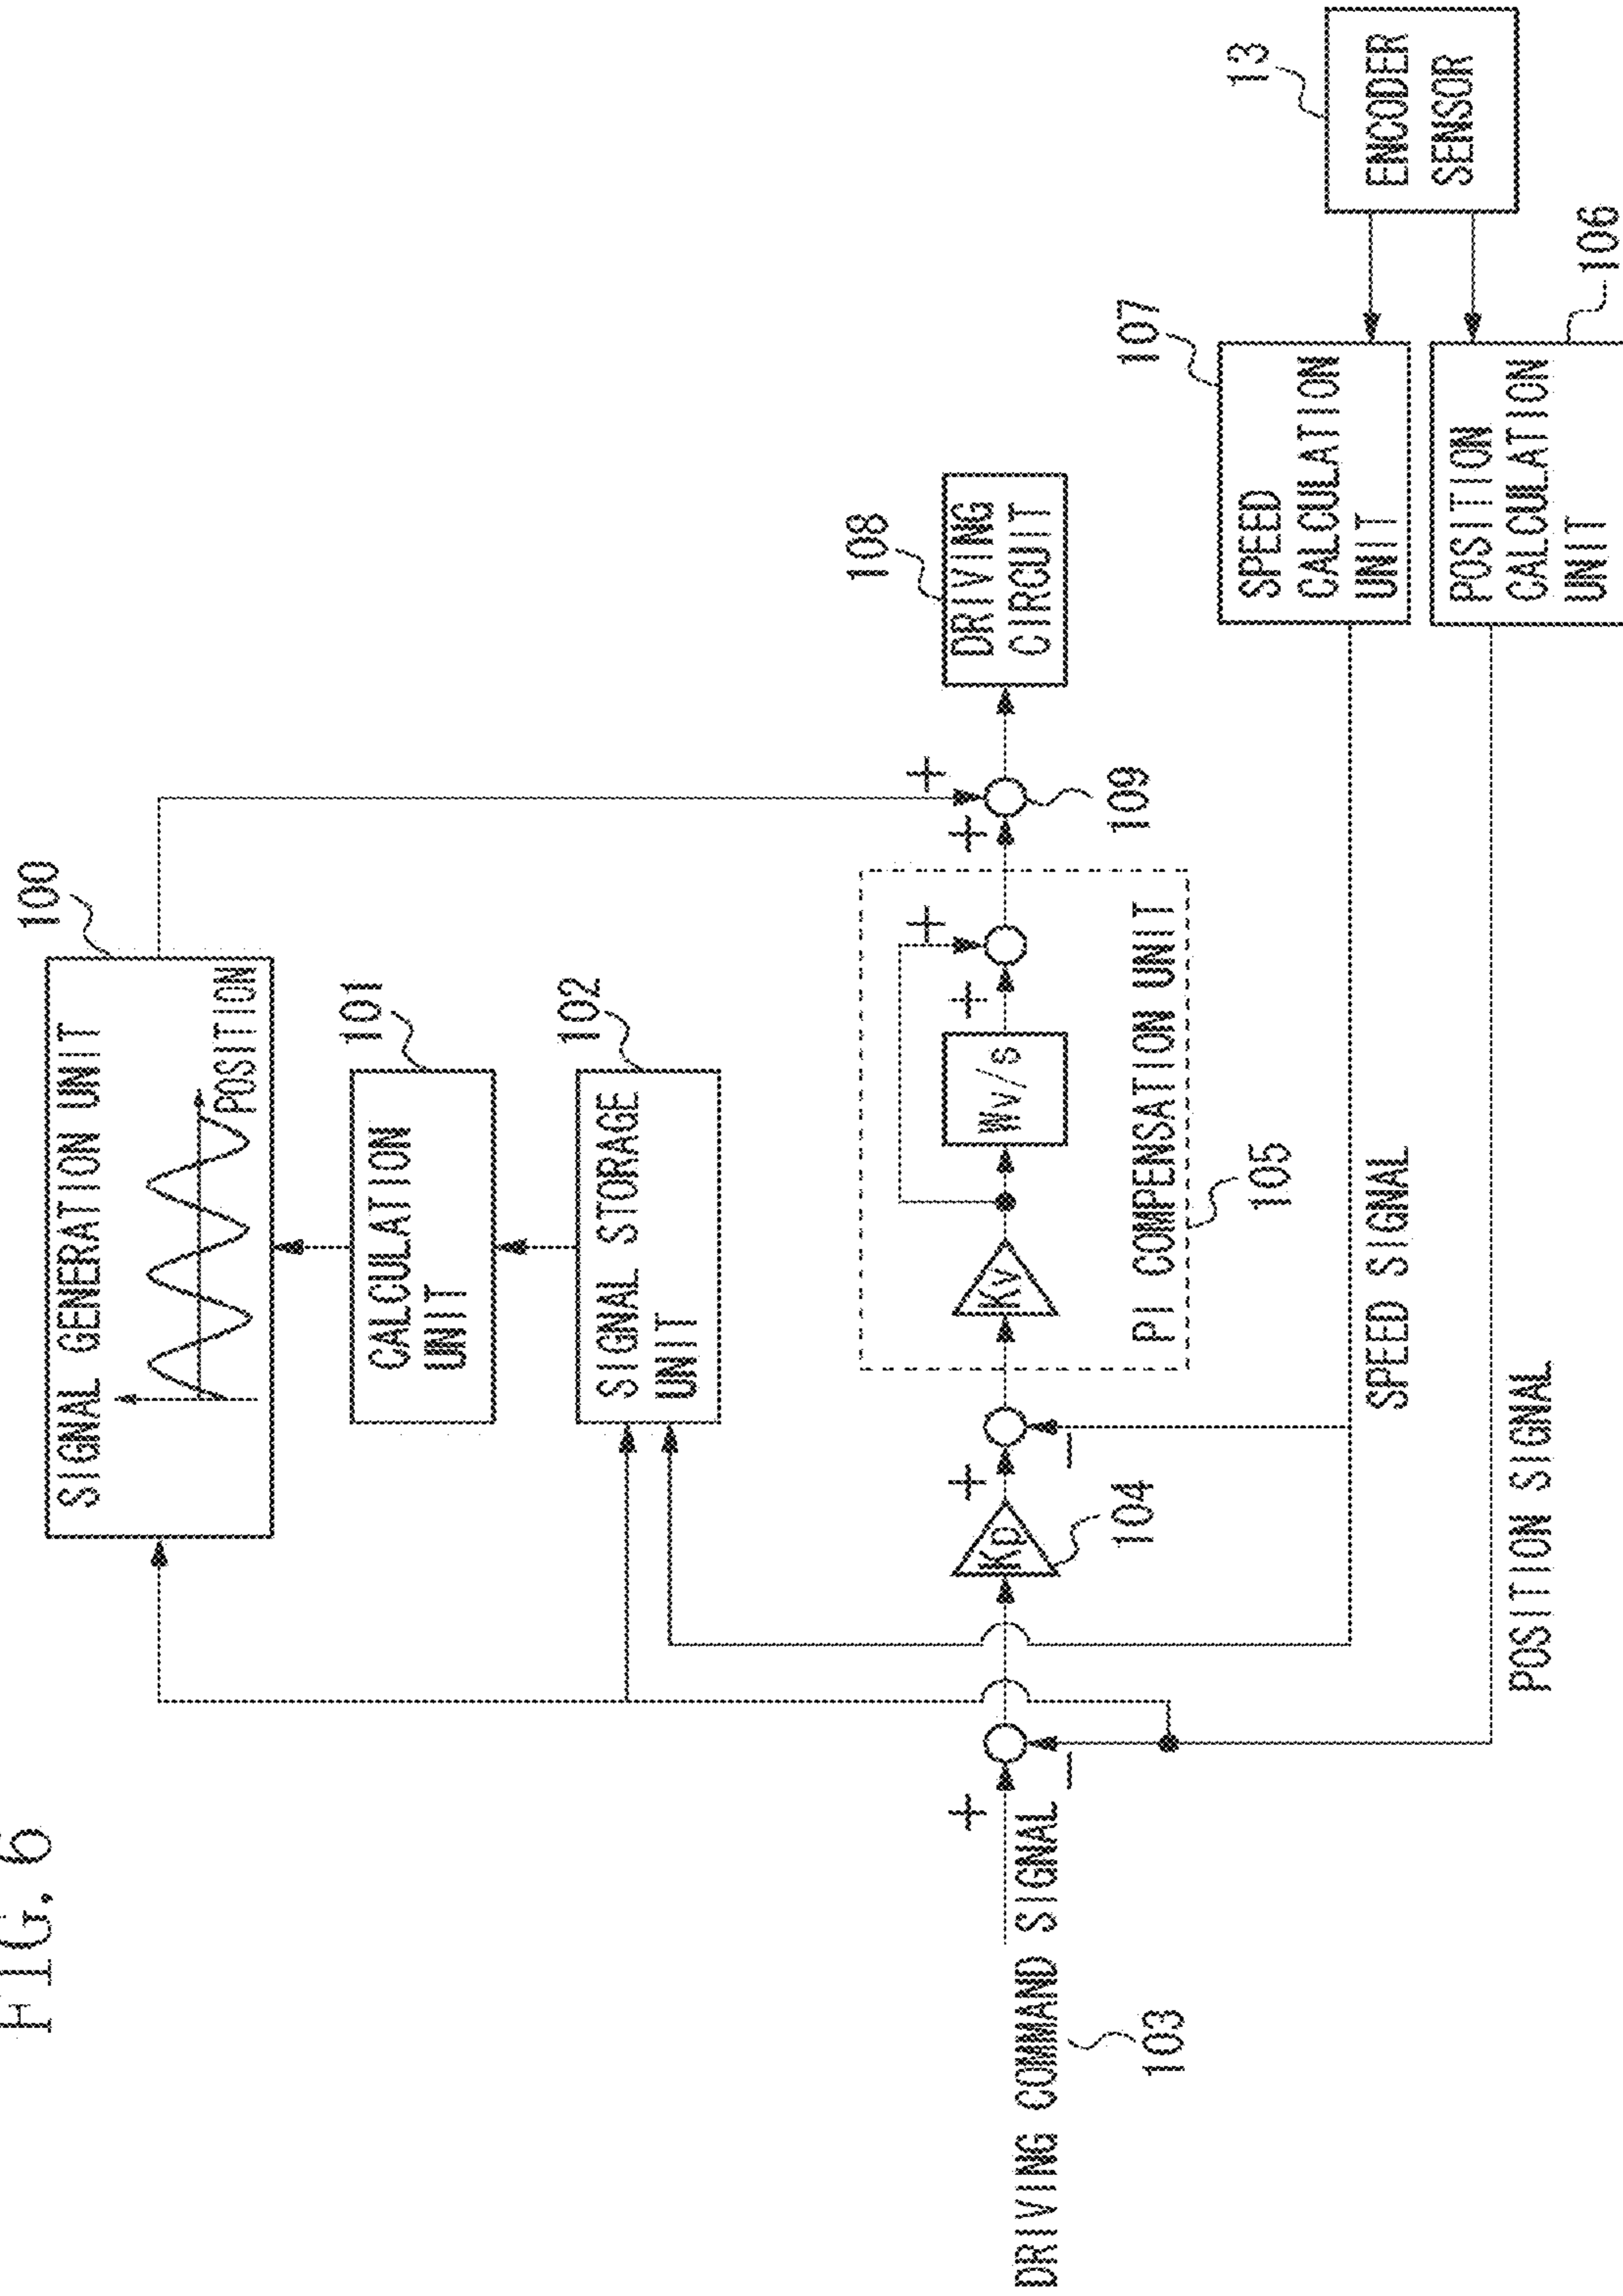 FIG. 6
100
SIGNAL GENERATION UNIT
POSITION
101
CALCULATION
UNIT
102
SIGNAL STORAGE
UNIT
108
DRIVING
CIRCUIT
DRIVING COMMAND SIGNAL
103
+
−
Kp
104
+
−
Kv
Wv/s
+
+
PI COMPENSATION UNIT
105
+
+
109
107
SPEED
CALCULATION
UNIT
13
ENCODER
SENSOR
SPEED SIGNAL
POSITION
CALCULATION
UNIT
106
POSITION SIGNAL